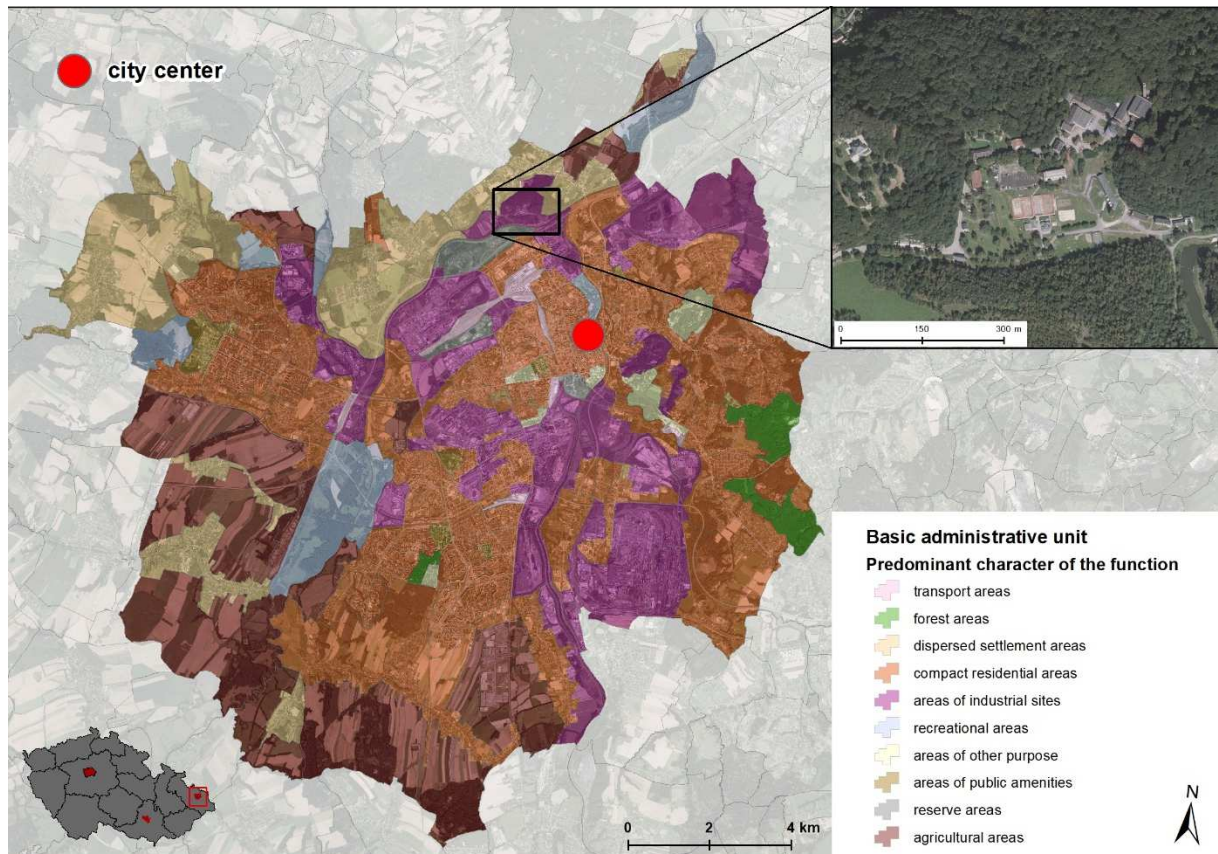 city center
0 150 300 m
Basic administrative unit
Predominant character of the function
transport areas
forest areas
dispersed settlement areas
compact residential areas
areas of industrial sites
recreational areas
areas of other purpose
areas of public amenities
reserve areas
agricultural areas
N
0 2 4 km